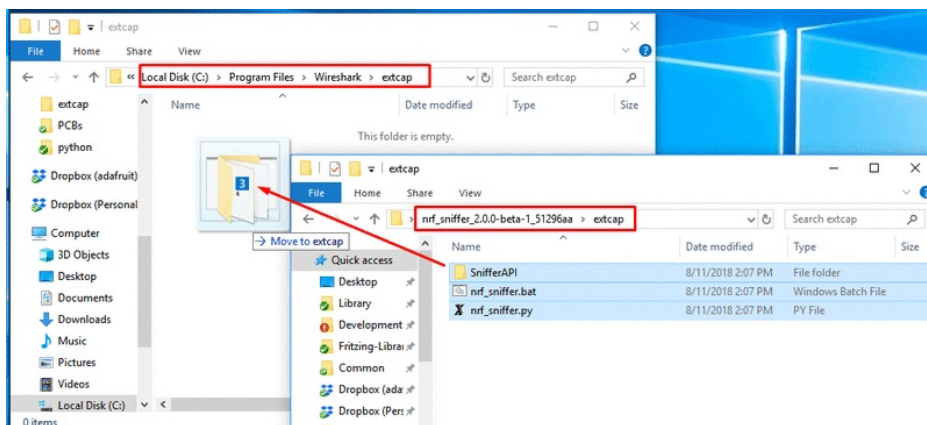 extcap
File Home Share View
« Local Disk (C:) › Program Files › Wireshark › extcap
Search extcap
extcap
PCBs
python
Dropbox (adafruit)
Dropbox (Personal
Computer
3D Objects
Desktop
Documents
Downloads
Music
Pictures
Videos
Local Disk (C:)
0 items
Name Date modified Type Size
This folder is empty.
3
→ Move to extcap
extcap
File Home Share View
nrf_sniffer_2.0.0-beta-1_51296aa › extcap
Search extcap
Quick access
Desktop
Library
Development
Fritzing-Librar
Common
Dropbox (ada
Dropbox (Pers
Name Date modified Type Size
SnifferAPI 8/11/2018 2:07 PM File folder
nrf_sniffer.bat 8/11/2018 2:07 PM Windows Batch File
nrf_sniffer.py 8/11/2018 2:07 PM PY File